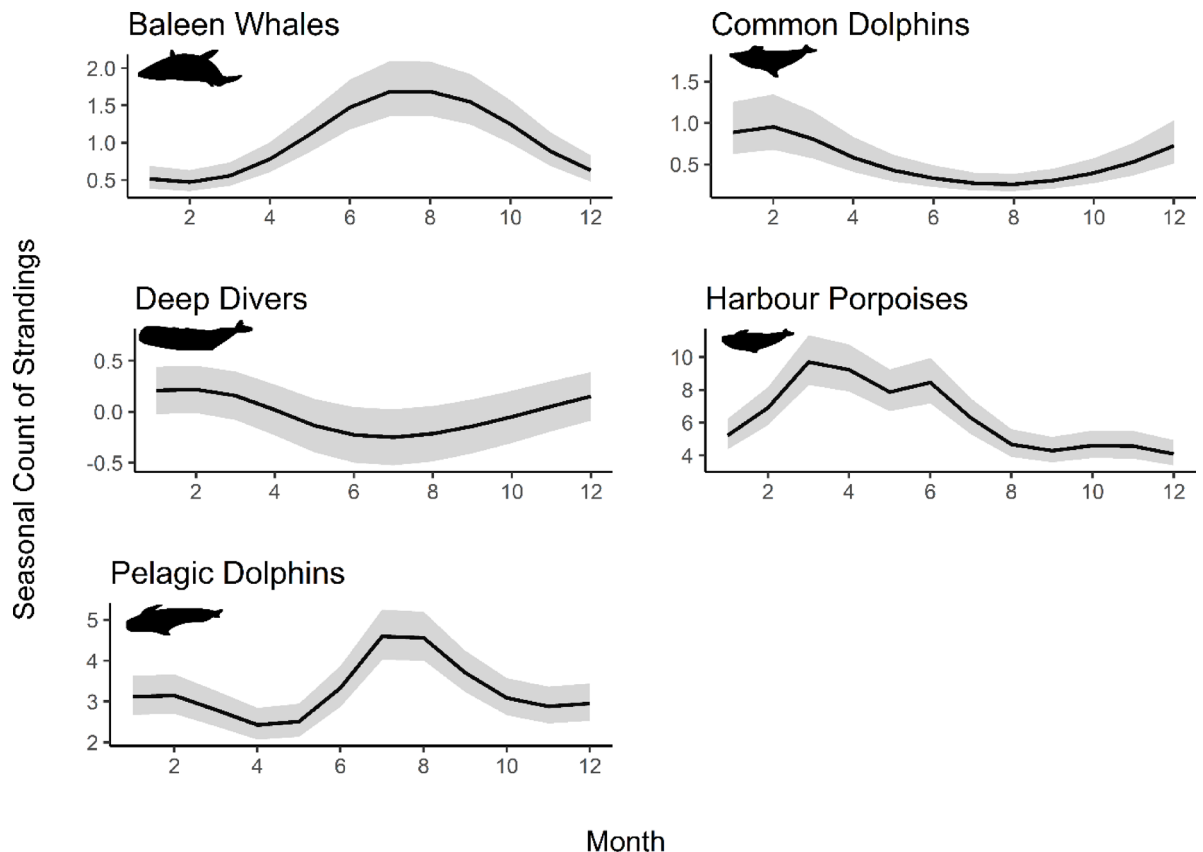 Baleen Whales
2.0
1.5
1.0
0.5
2 4 6 8 10 12
Common Dolphins
1.5
1.0
0.5
2 4 6 8 10 12
Deep Divers
0.5
0.0
-0.5
2 4 6 8 10 12
Harbour Porpoises
10
8
6
4
2 4 6 8 10 12
Pelagic Dolphins
5
4
3
2
2 4 6 8 10 12
Seasonal Count of Strandings
Month